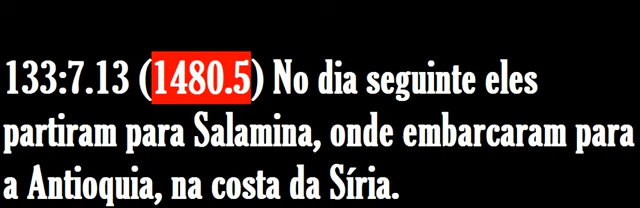 133:7.13 (1480.5) No dia seguinte eles
partiram para Salamina, onde embarcaram para
a Antioquia, na costa da Síria.